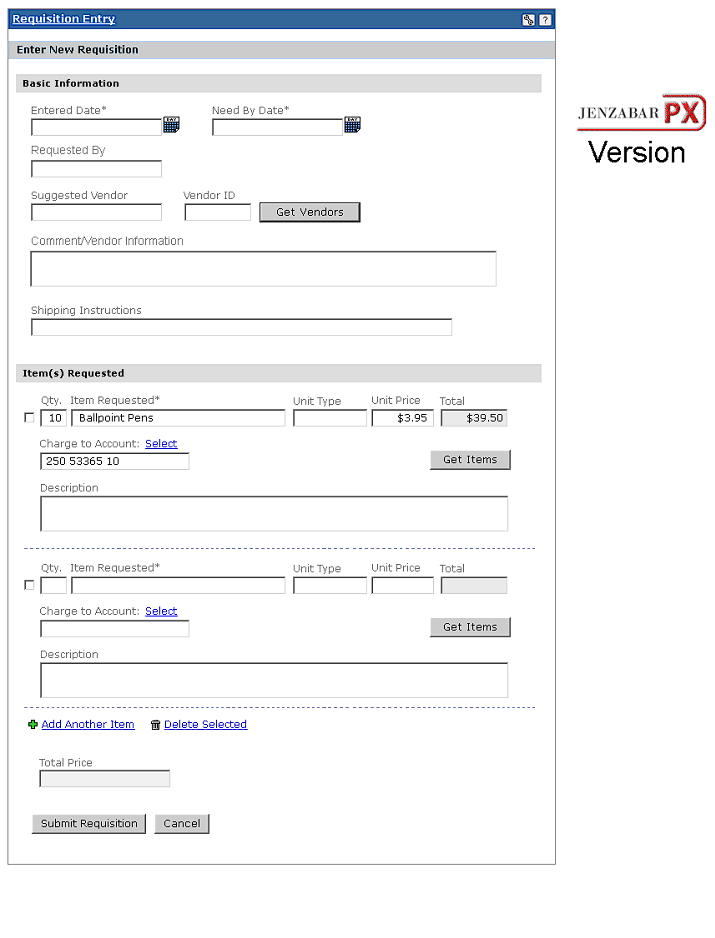 Requisition Entry ?
Enter New Requisition
Basic Information
Entered Date* Need By Date*
Requested By
Suggested Vendor Vendor ID
Get Vendors
Comment/Vendor Information
Shipping Instructions
Item(s) Requested
Qty. Item Requested* Unit Type Unit Price Total
10 Ballpoint Pens $3.95 $39.50
Charge to Account: Select
250 53365 10 Get Items
Description
Qty. Item Requested* Unit Type Unit Price Total
Charge to Account: Select
Get Items
Description
Add Another Item Delete Selected
Total Price
Submit Requisition Cancel
JENZABAR PX
Version